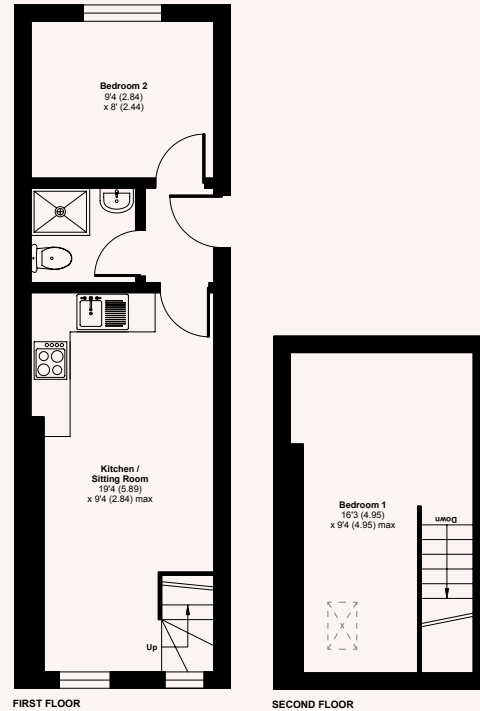 Bedroom 2
9'4 (2.84)
x 8' (2.44)
Kitchen /
Sitting Room
19'4 (5.89)
x 9'4 (2.84) max
Up
FIRST FLOOR
Bedroom 1
16'3 (4.95)
x 9'4 (4.95) max
Down
SECOND FLOOR